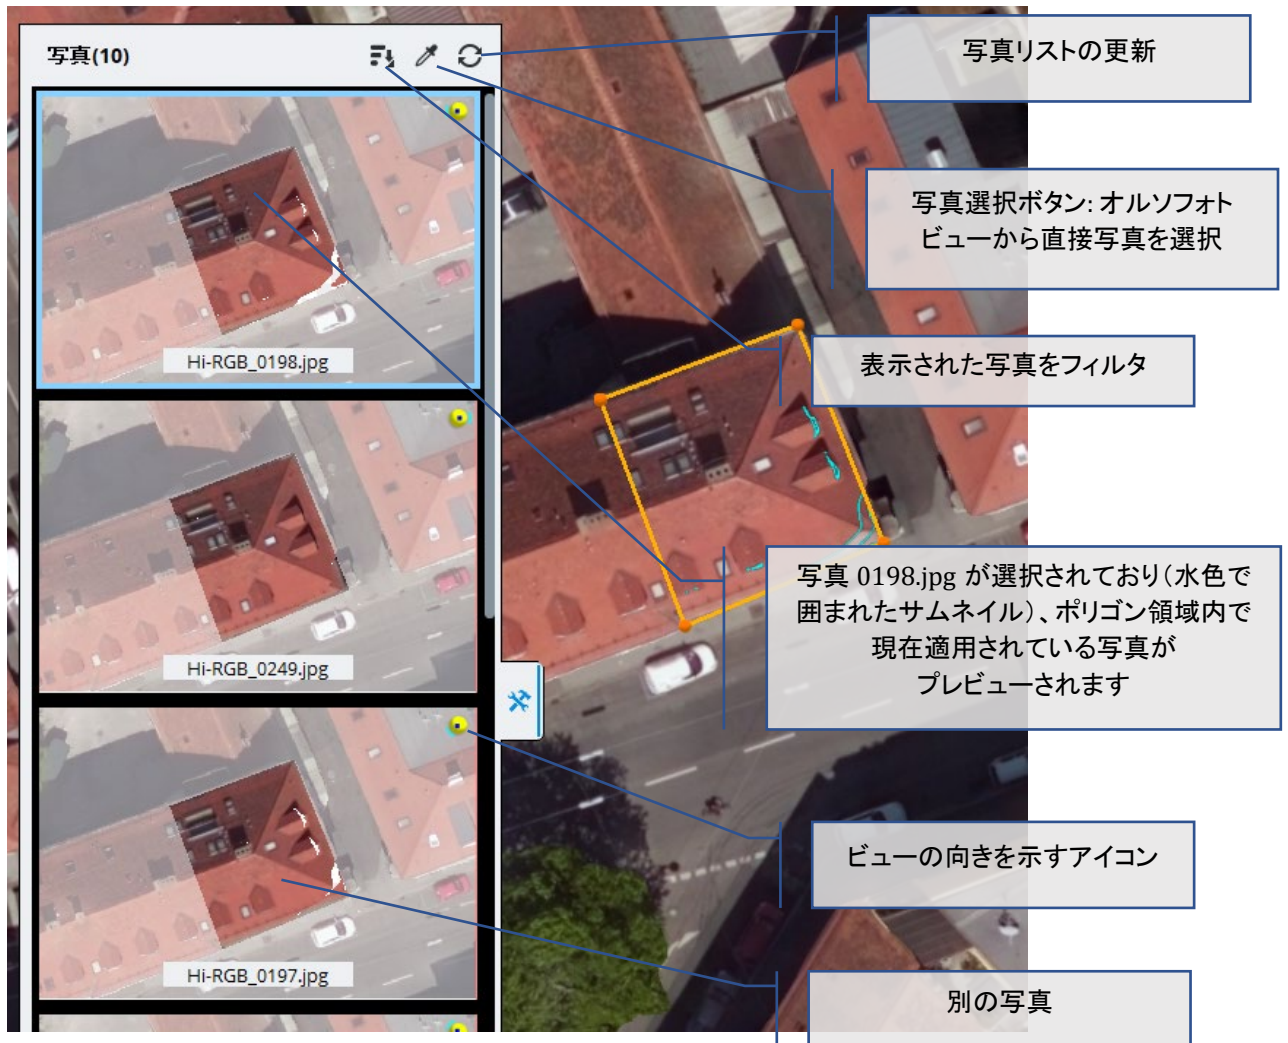 写真(10)
Hi-RGB_0198.jpg
Hi-RGB_0249.jpg
Hi-RGB_0197.jpg
写真リストの更新
写真選択ボタン: オルソフォト
ビューから直接写真を選択
表示された写真をフィルタ
写真 0198.jpg が選択されており（水色で
囲まれたサムネイル）、ポリゴン領域内で
現在適用されている写真が
プレビューされます
ビューの向きを示すアイコン
別の写真